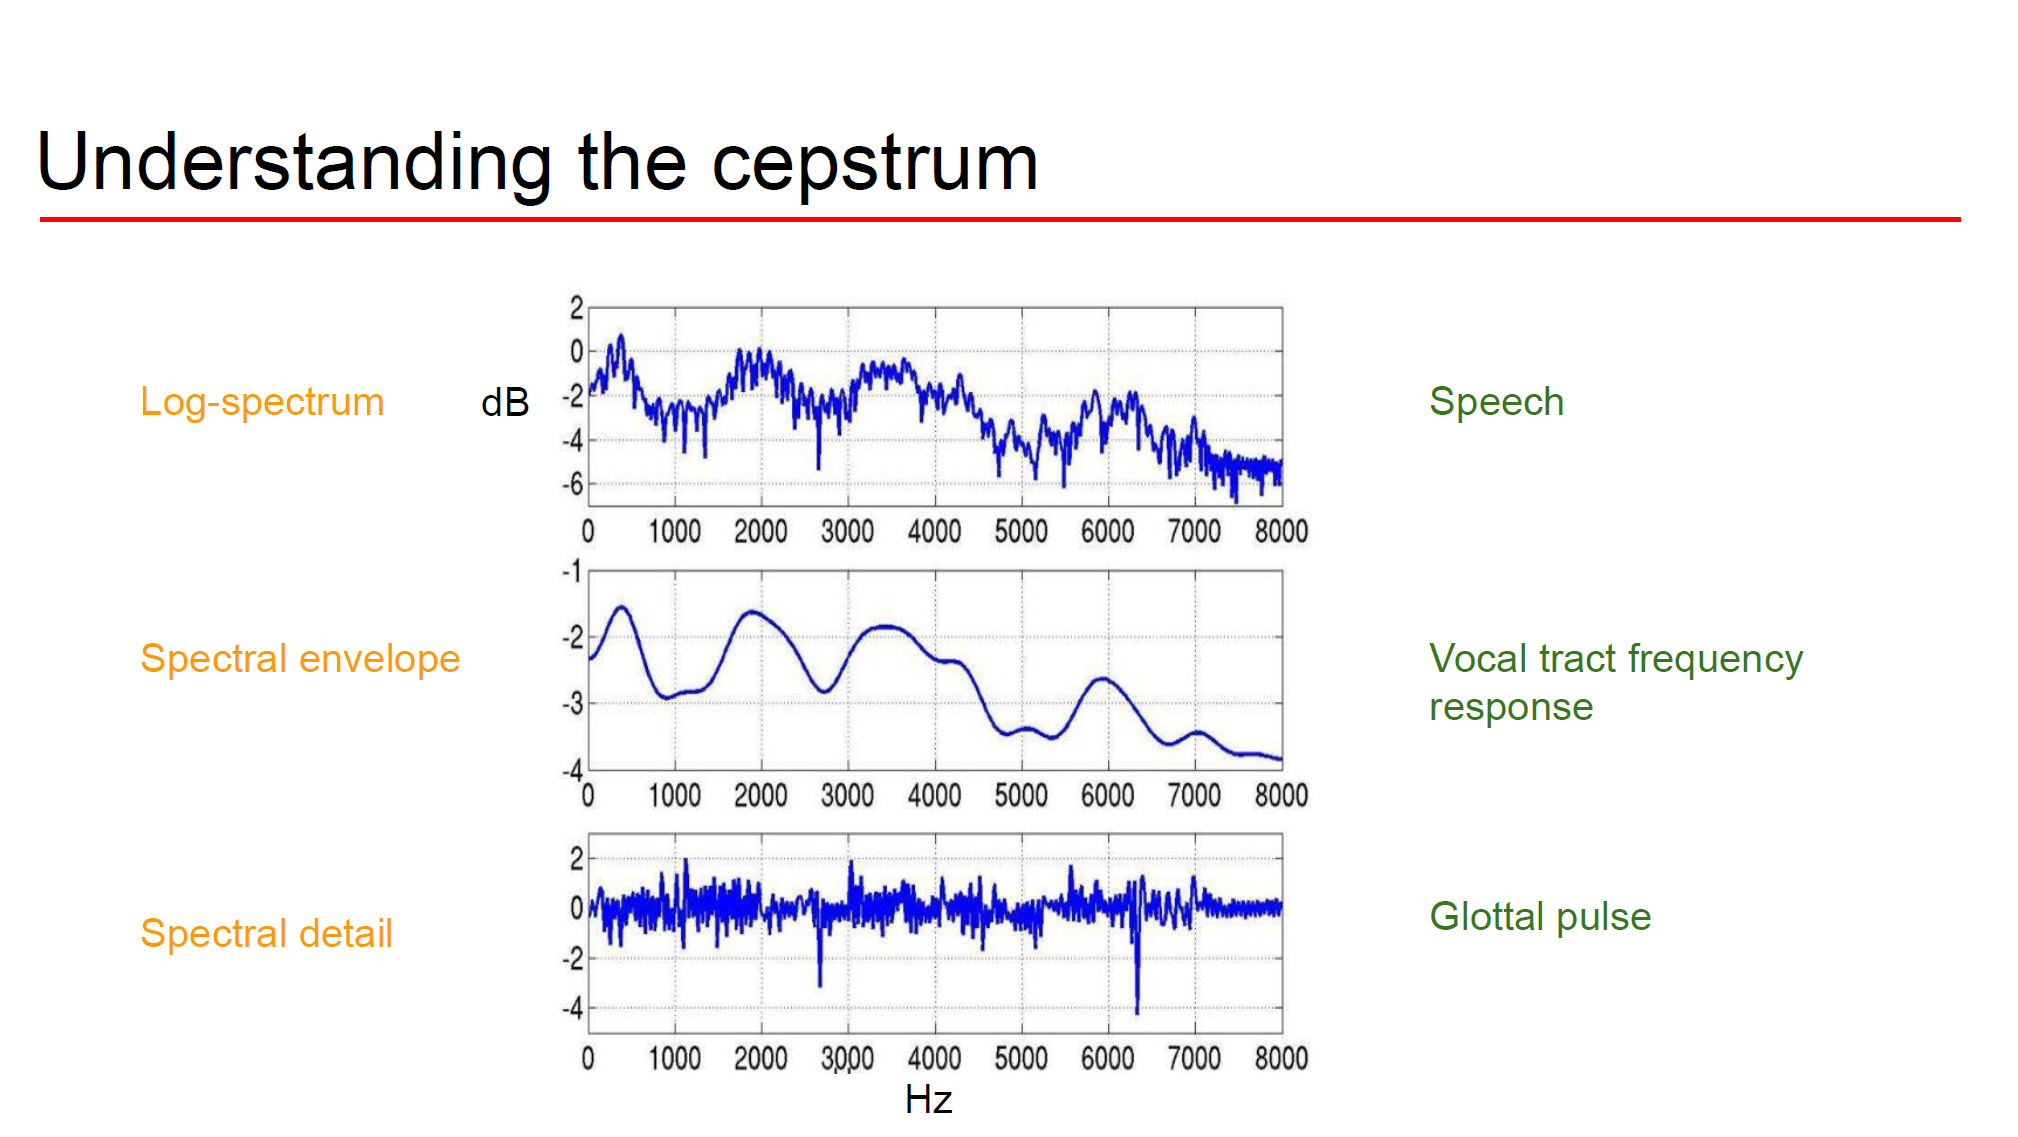 Understanding the cepstrum
2
0
-2
-4
-6
Log-spectrum
dB
Speech
0 1000 2000 3000 4000 5000 6000 7000 8000
-1
-2
-3
-4
Spectral envelope
Vocal tract frequency
response
0 1000 2000 3000 4000 5000 6000 7000 8000
2
0
-2
-4
Spectral detail
Glottal pulse
0 1000 2000 3000 4000 5000 6000 7000 8000
Hz